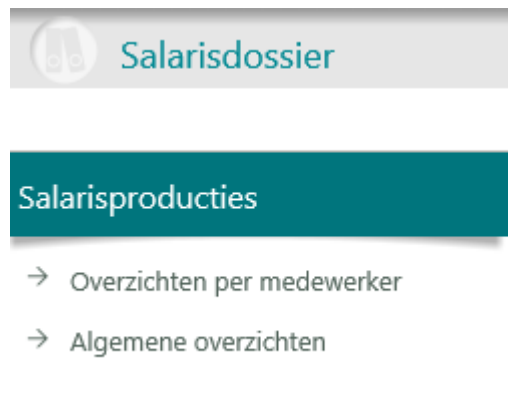 Salarisdossier
Salarisproducties
→ Overzichten per medewerker
→ Algemene overzichten